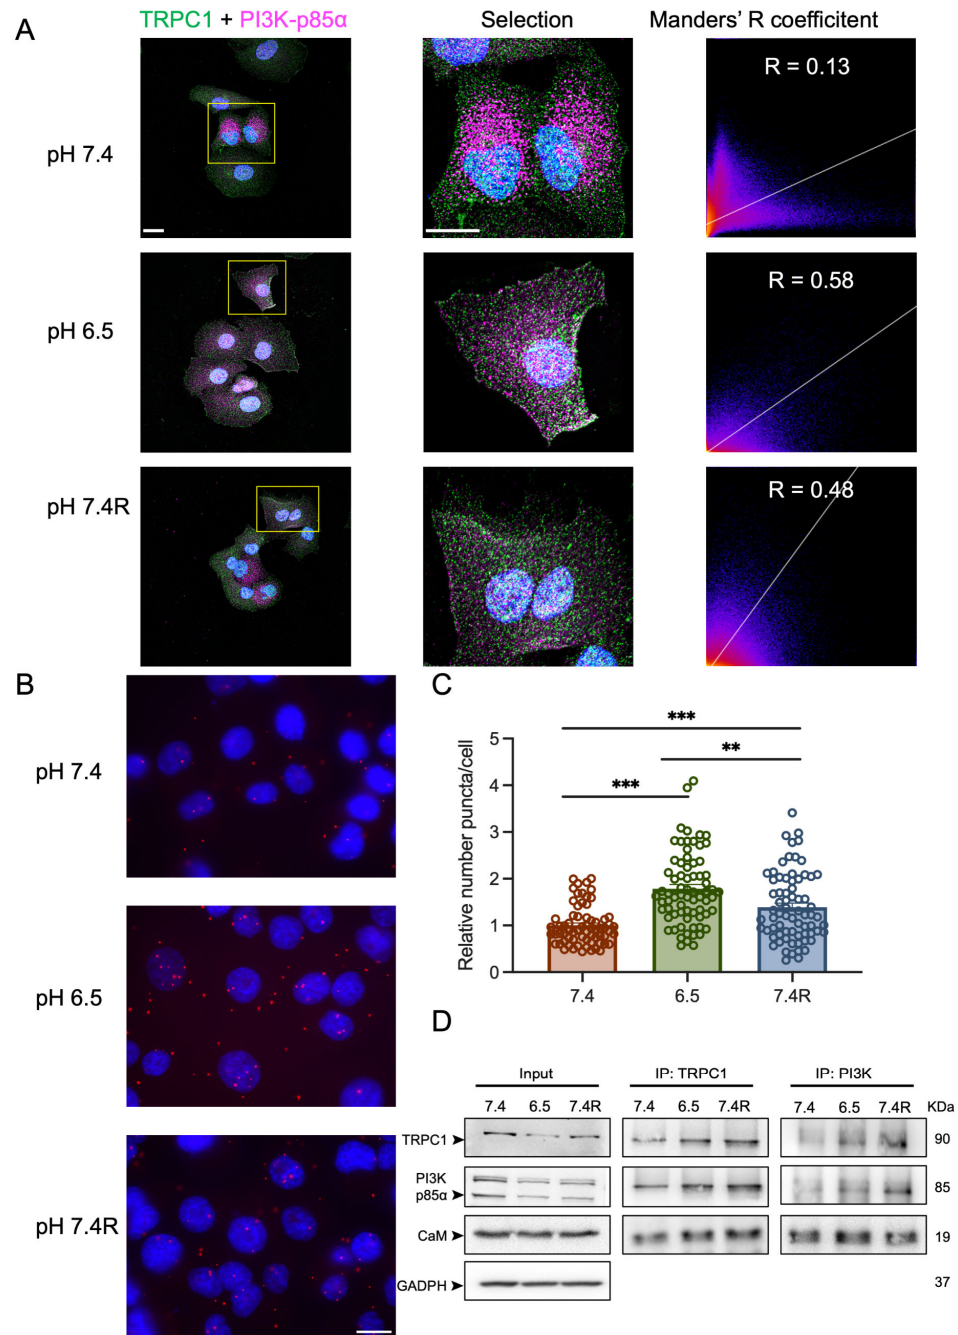 A
TRPC1 + PI3K-p85α
Selection
Manders' R coefficitent
pH 7.4
R = 0.13
pH 6.5
R = 0.58
pH 7.4R
R = 0.48
B
pH 7.4
pH 6.5
pH 7.4R
C
***
**
***
Relative number puncta/cell
5
4
3
2
1
0
7.4
6.5
7.4R
D
Input
IP: TRPC1
IP: PI3K
7.4 6.5 7.4R
7.4 6.5 7.4R
7.4 6.5 7.4R
KDa
TRPC1
90
PI3K
p85α
85
CaM
19
GADPH
37